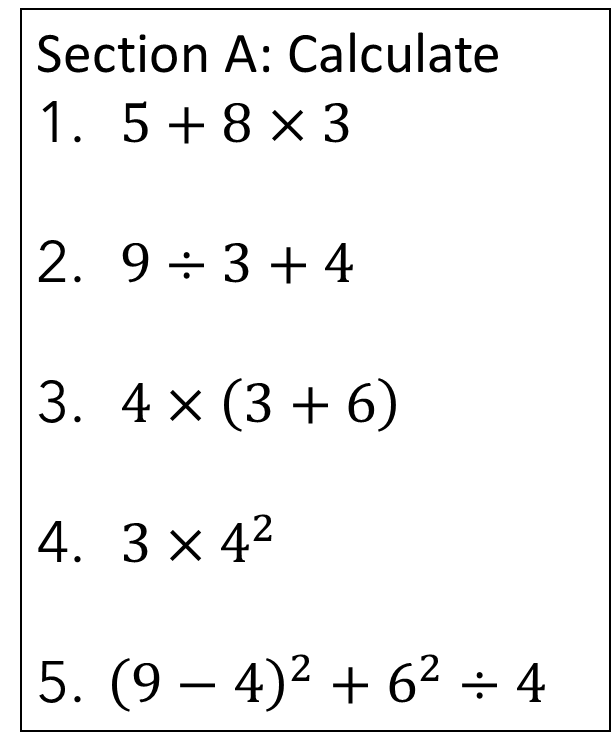 Section A: Calculate
1. 5 + 8 × 3
2. 9 ÷ 3 + 4
3. 4 × (3 + 6)
4. 3 × 4²
5. (9 − 4)² + 6² ÷ 4